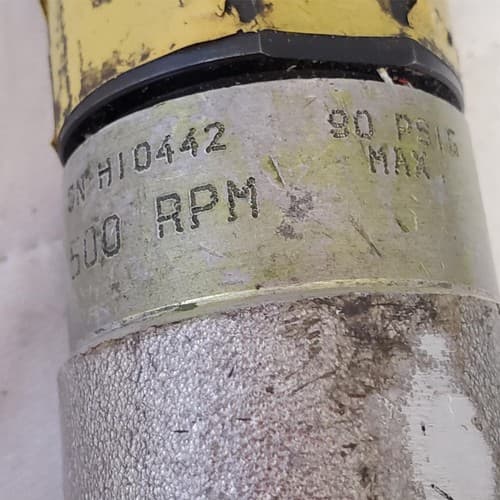 SN H10442
500 RPM
90 PSIG
MAX.